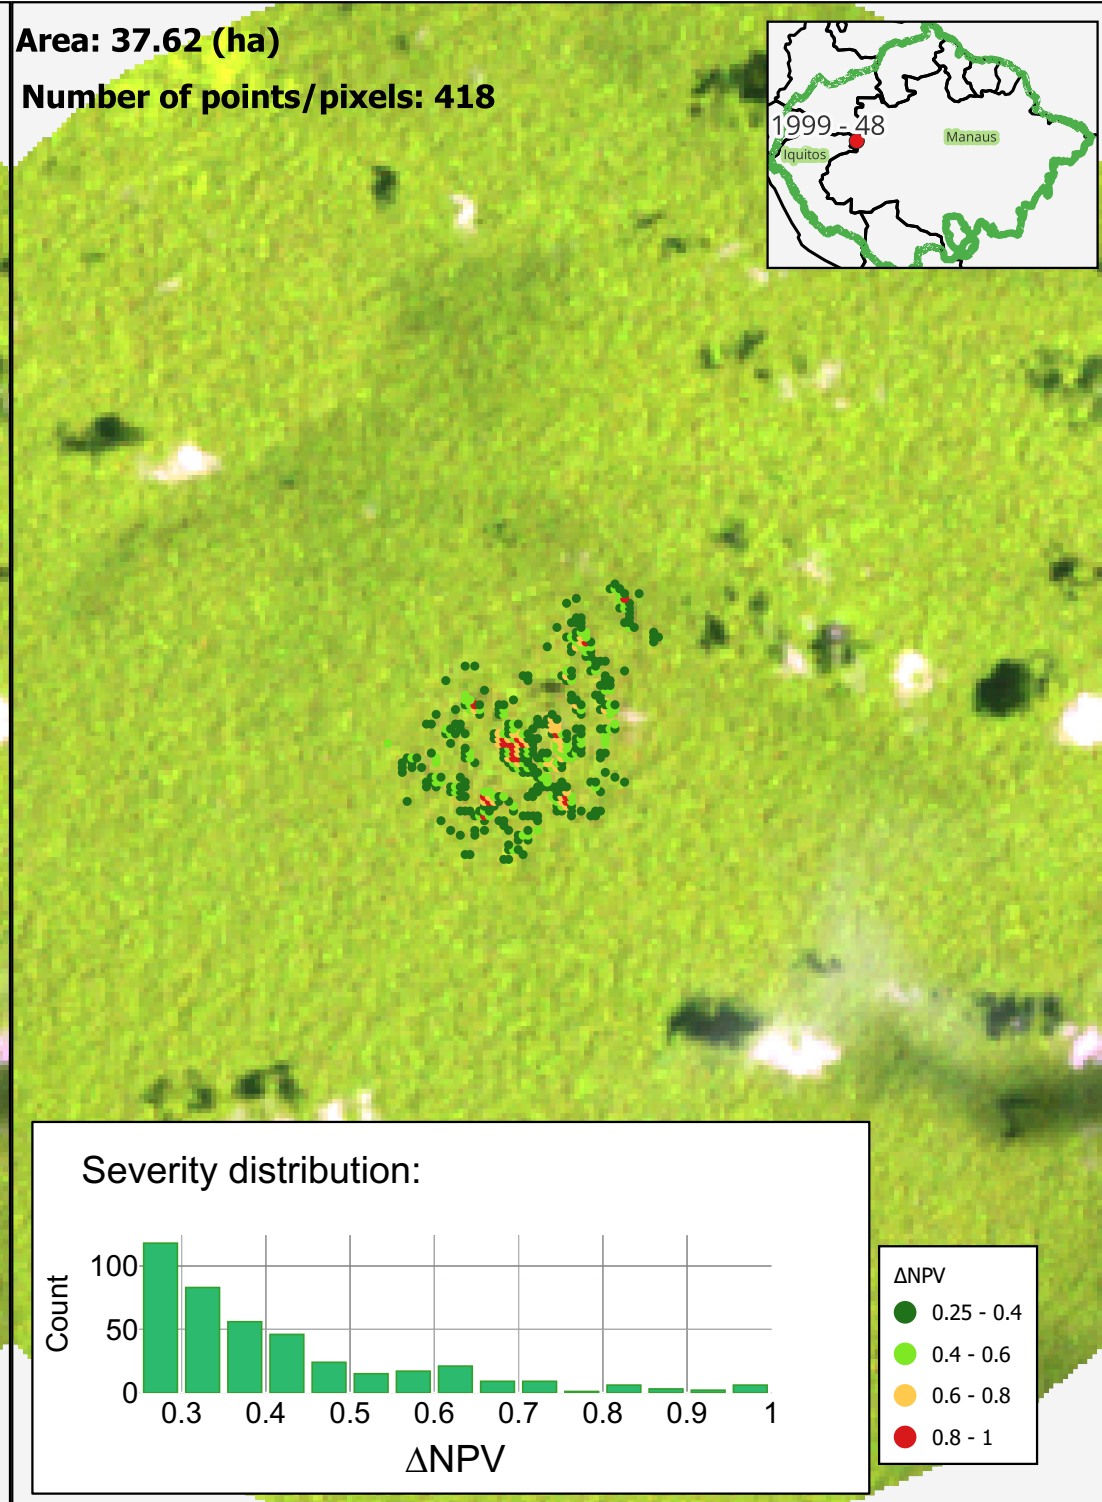 Area: 37.62 (ha)
Number of points/pixels: 418
1999 - 48
Manaus
Iquitos
Severity distribution:
Count
100
50
0
0.3 0.4 0.5 0.6 0.7 0.8 0.9 1
ΔNPV
ΔNPV
0.25 - 0.4
0.4 - 0.6
0.6 - 0.8
0.8 - 1